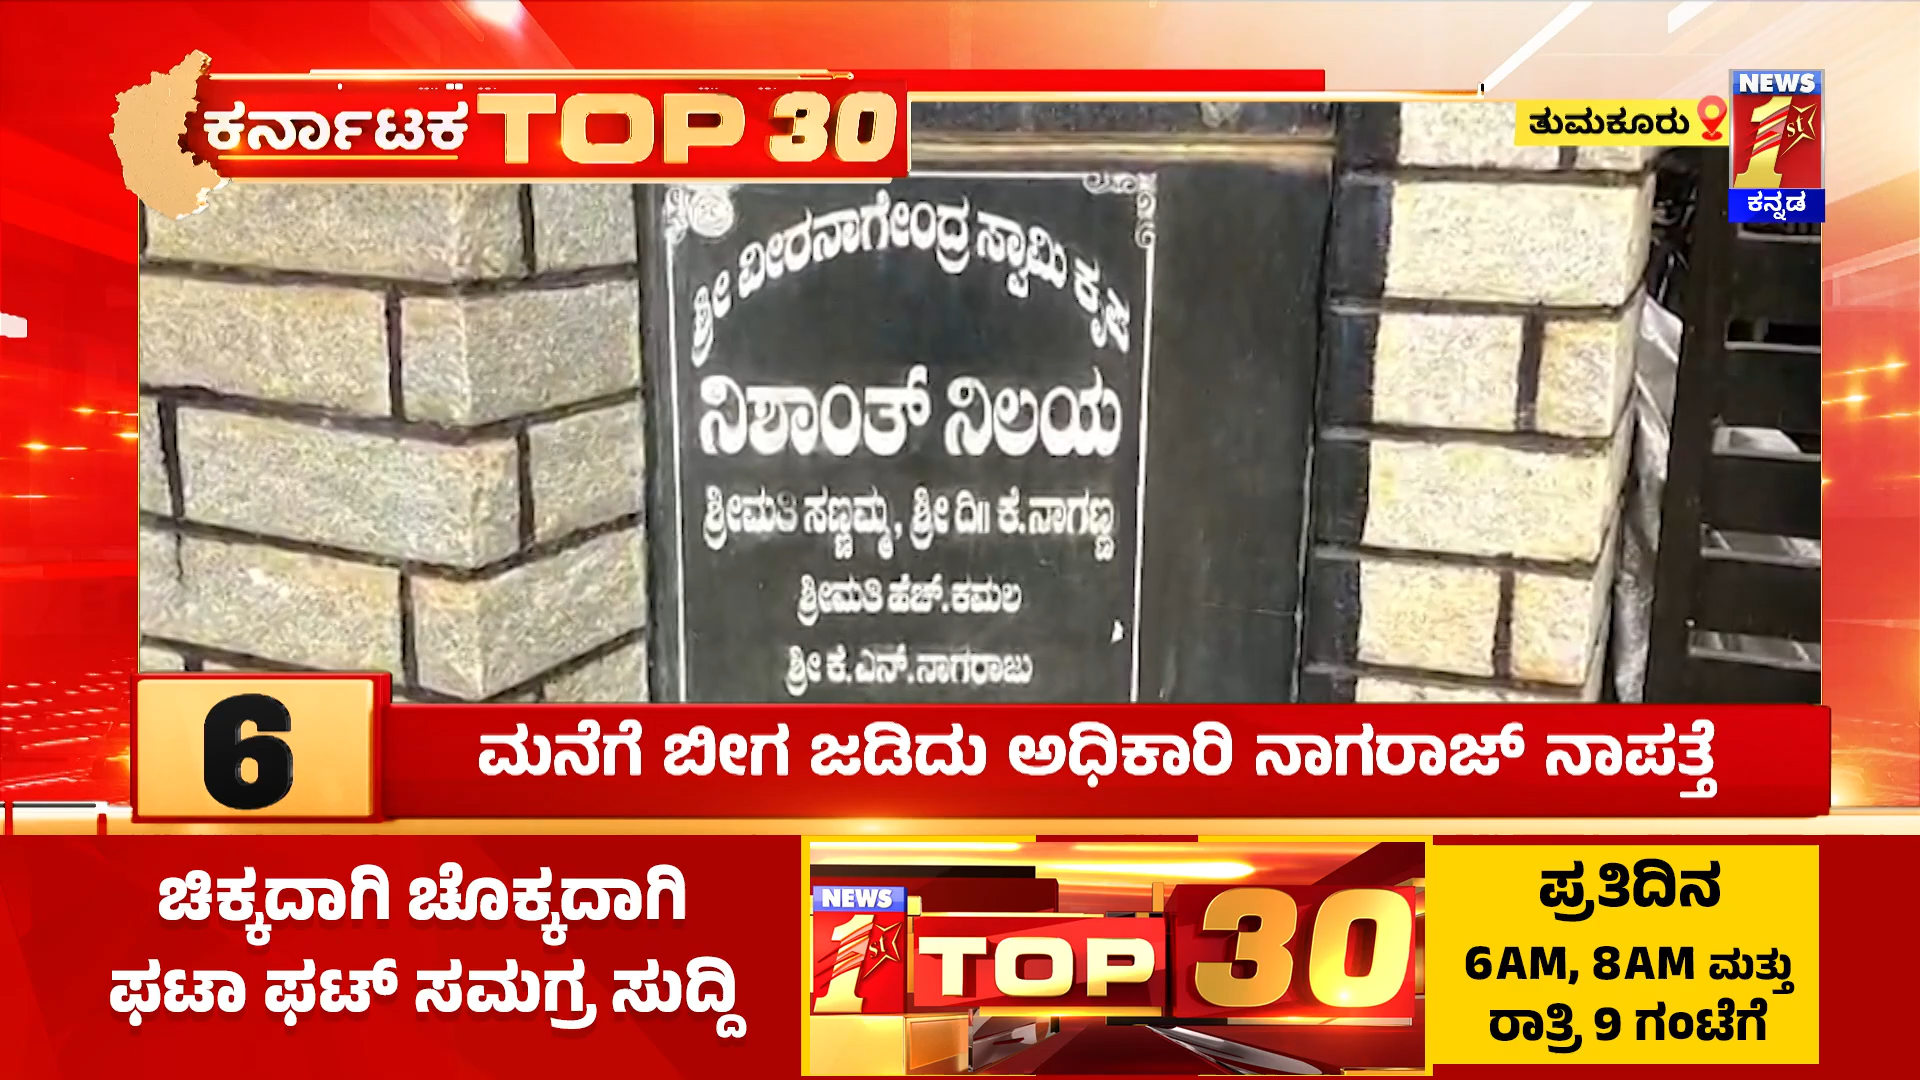 ಕರ್ನಾಟಕ TOP 30
ತುಮಕೂರು
NEWS
1st
ಕನ್ನಡ
ಶ್ರೀ ವೀರನಾಗೇಂದ್ರ ಸ್ವಾಮಿ ಕೃಪ
ನಿಶಾಂತ್ ನಿಲಯ
ಶ್ರೀಮತಿ ಸಣ್ಣಮ್ಮ, ಶ್ರೀ ದಿ|| ಕೆ. ನಾಗಣ್ಣ
ಶ್ರೀಮತಿ ಹೆಚ್. ಕಮಲ
ಶ್ರೀ ಕೆ. ಎನ್. ನಾಗರಾಜು
6
ಮನೆಗೆ ಬೀಗ ಜಡಿದು ಅಧಿಕಾರಿ ನಾಗರಾಜ್ ನಾಪತ್ತೆ
ಚಿಕ್ಕದಾಗಿ ಚೊಕ್ಕದಾಗಿ
ಫಟಾ ಫಟ್ ಸಮಗ್ರ ಸುದ್ದಿ
NEWS
1st
TOP 30
ಪ್ರತಿದಿನ
6AM, 8AM ಮತ್ತು
ರಾತ್ರಿ 9 ಗಂಟೆಗೆ